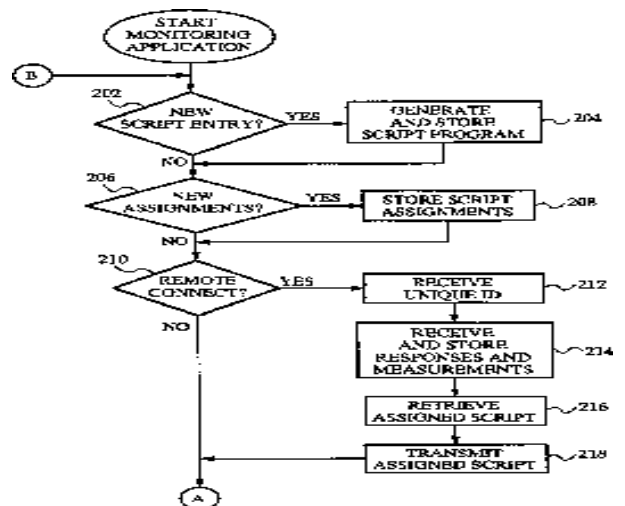 START
MONITORING
APPLICATION
B
202
NEW
SCRIPT ENTRY?
YES
GENERATE
AND STORE
SCRIPT PROGRAM
204
NO
206
NEW
ASSIGNMENTS?
YES
STORE SCRIPT
ASSIGNMENTS
208
NO
210
REMOTE
CONNECT?
YES
RECEIVE
UNIQUE ID
212
NO
RECEIVE
AND STORE
RESPONSES AND
MEASUREMENTS
214
RETRIEVE
ASSIGNED SCRIPT
216
TRANSMIT
ASSIGNED SCRIPT
218
A